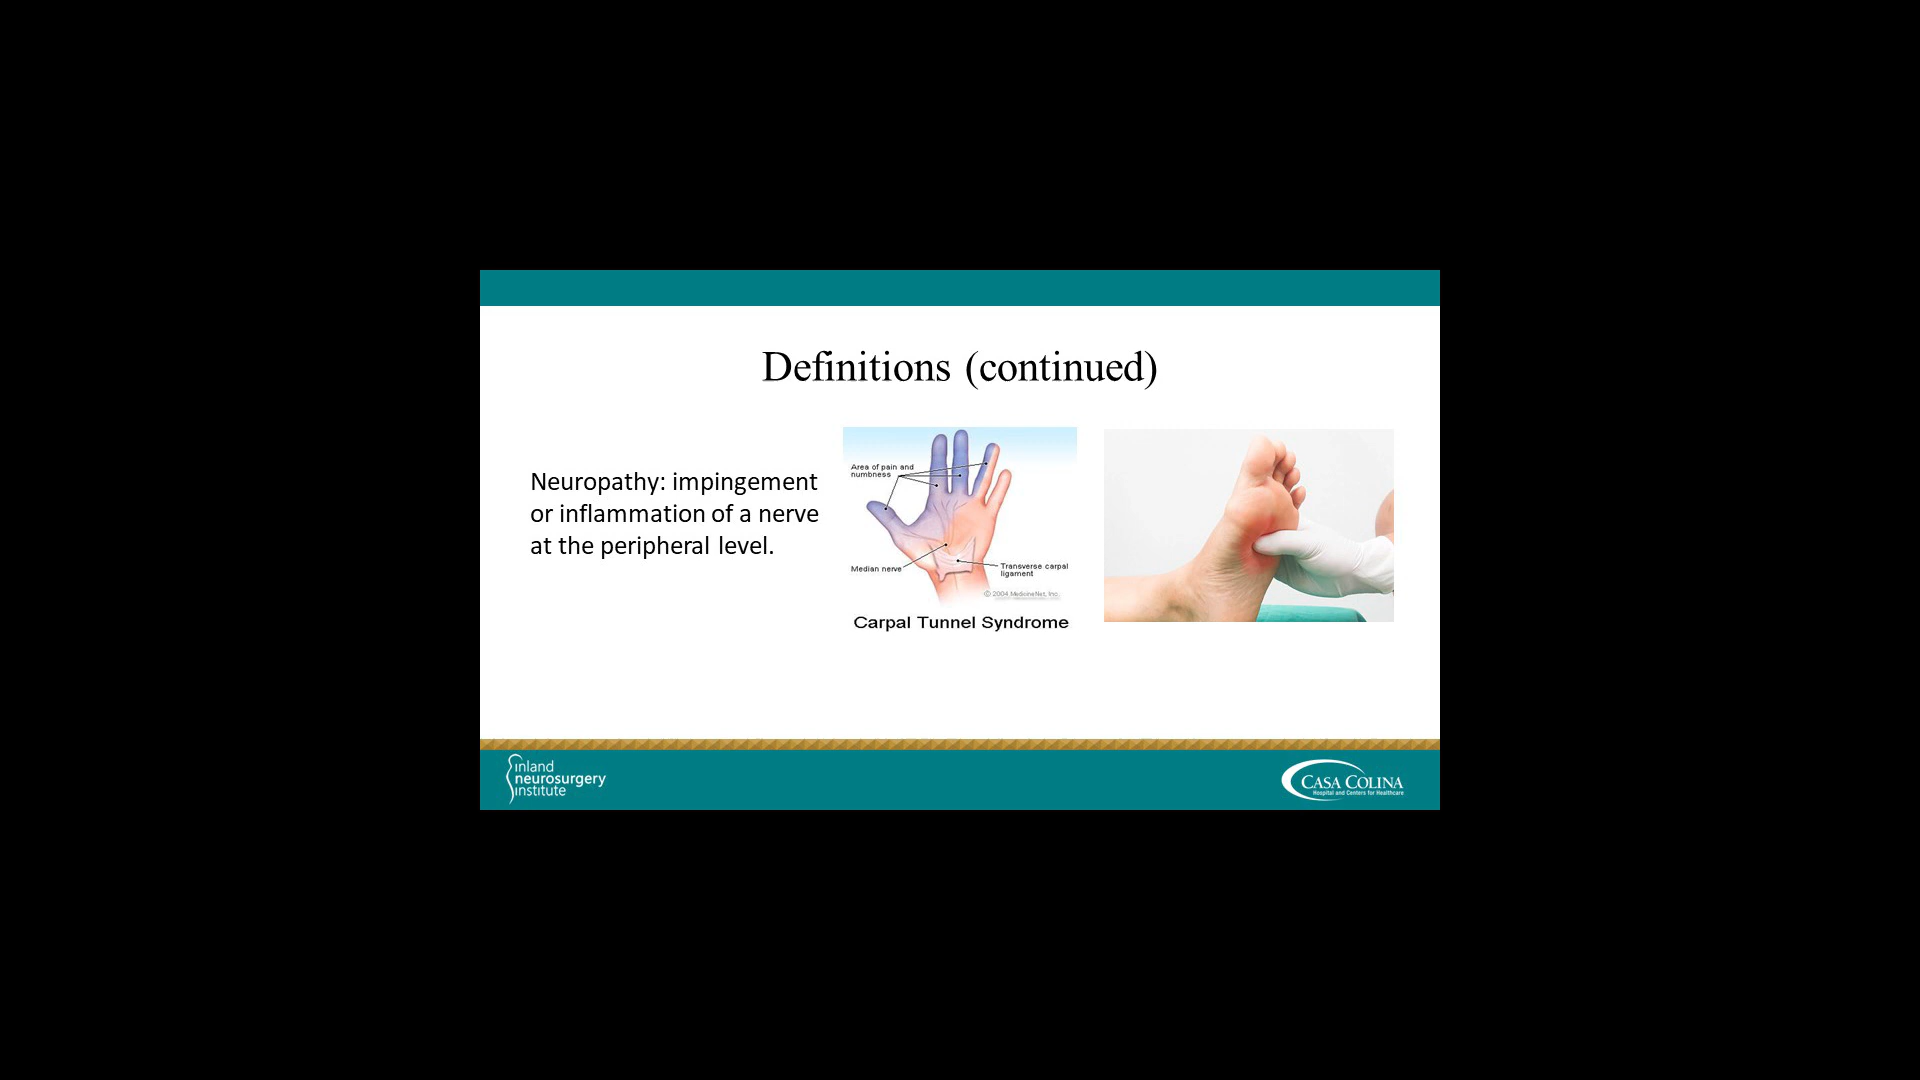 Definitions (continued)
Neuropathy: impingement
or inflammation of a nerve
at the peripheral level.
Area of pain and
numbness
Median nerve
Transverse carpal
ligament
© 2004 MedicineNet, Inc.
Carpal Tunnel Syndrome
inland
neurosurgery
institute
CASA COLINA
Hospital and Centers for Healthcare